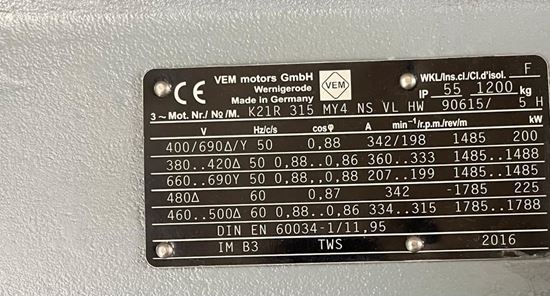 VEM motors GmbH
Wernigerode
Made in Germany
CE
VEM
WKL/Ins.cl./Cl.d'isol. F
IP 55 1200 kg
3~Mot. Nr./№/M. K21R 315 MY4 NS VL HW 90615/ 5 H
V Hz/c/s cosφ A min⁻¹/r.p.m./rev/m kW
400/690Δ/Y 50 0,88 342/198 1485 200
380..420Δ 50 0,88..0,86 360..333 1485..1488
660..690Y 50 0,88..0,88 207..199 1485..1485
480Δ 60 0,87 342 -1785 225
460..500Δ 60 0,88..0,86 334..315 1785..1788
DIN EN 60034-1/11,95
IM B3 TWS 2016